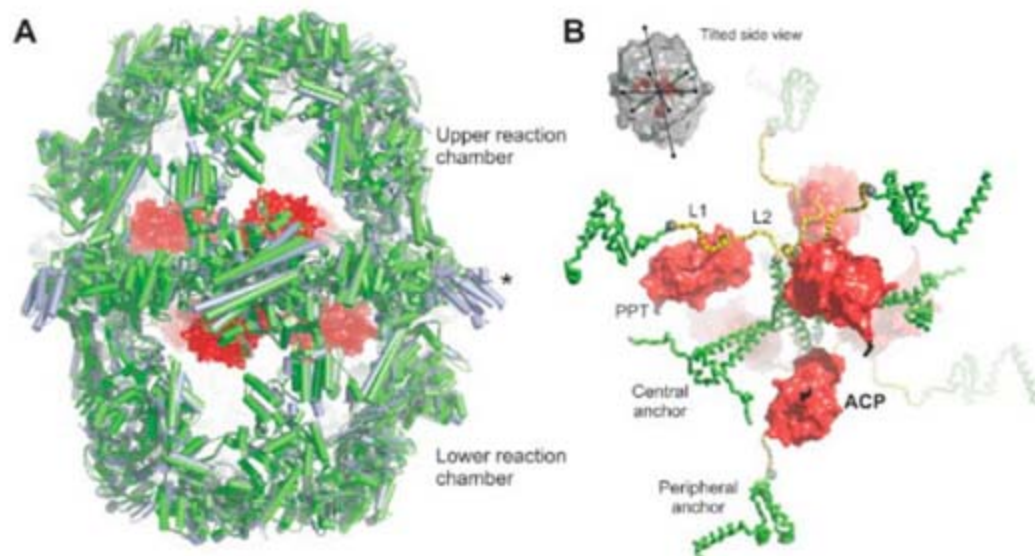 A
Upper reaction
chamber
*
Lower reaction
chamber
B
Tilted side view
L1
L2
PPT
Central
anchor
ACP
Peripheral
anchor